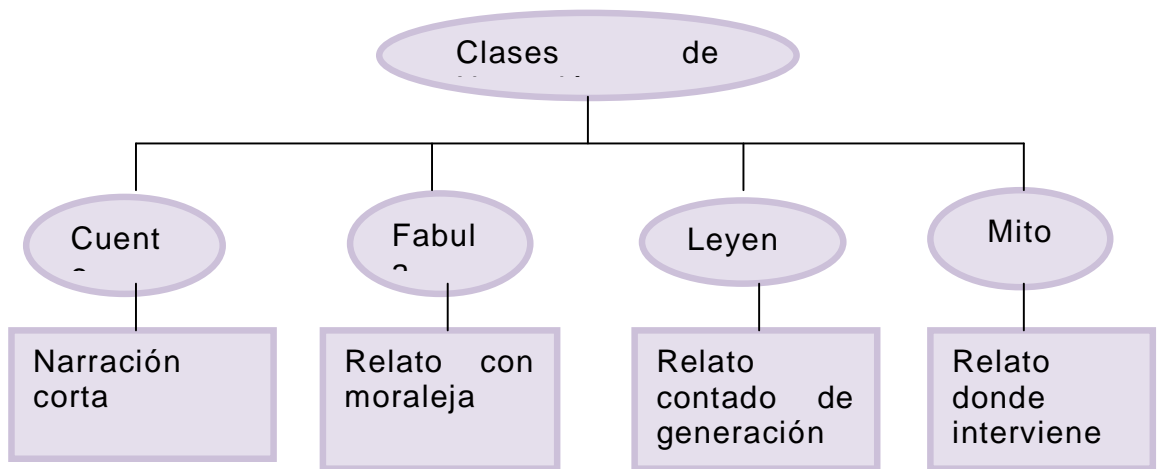 Clases de
Cuent
Fabul
Leyen
Mito
Narración
corta
Relato con
moraleja
Relato
contado de
generación
Relato
donde
interviene